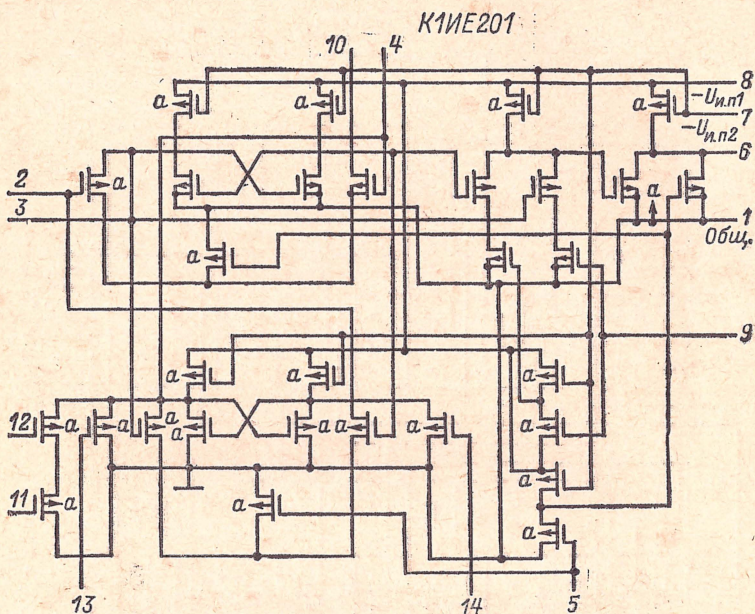 К1ИЕ201
10 4
8
а а а а
-Uи.п1
7
-Uи.п2
6
2
а
3
а
1
Общ.
а
9
а а а
12 а а а а а а а а
11 а
а а
а
13 14 5